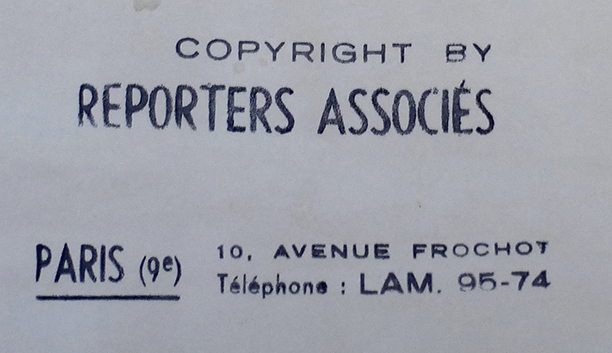 COPYRIGHT BY
REPORTERS ASSOCIÉS
PARIS (9e)
10, AVENUE FROCHOT
Téléphone : LAM. 95-74